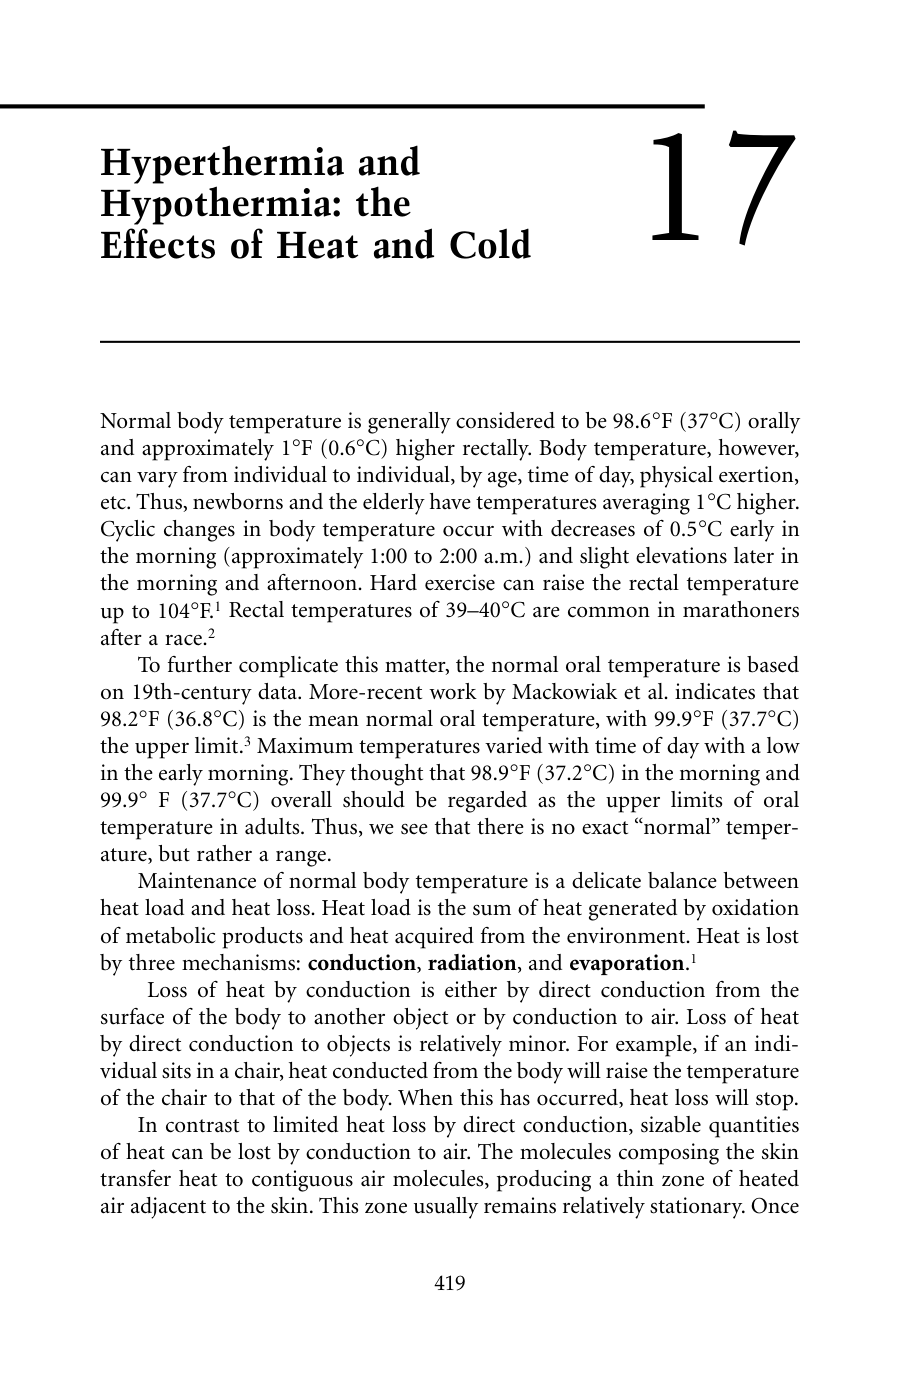 Hyperthermia and
Hypothermia: the
Effects of Heat and Cold
17
Normal body temperature is generally considered to be 98.6°F (37°C) orally
and approximately 1°F (0.6°C) higher rectally. Body temperature, however,
can vary from individual to individual, by age, time of day, physical exertion,
etc. Thus, newborns and the elderly have temperatures averaging 1°C higher.
Cyclic changes in body temperature occur with decreases of 0.5°C early in
the morning (approximately 1:00 to 2:00 a.m.) and slight elevations later in
the morning and afternoon. Hard exercise can raise the rectal temperature
up to 104°F.¹ Rectal temperatures of 39–40°C are common in marathoners
after a race.²
To further complicate this matter, the normal oral temperature is based
on 19th-century data. More-recent work by Mackowiak et al. indicates that
98.2°F (36.8°C) is the mean normal oral temperature, with 99.9°F (37.7°C)
the upper limit.³ Maximum temperatures varied with time of day with a low
in the early morning. They thought that 98.9°F (37.2°C) in the morning and
99.9° F (37.7°C) overall should be regarded as the upper limits of oral
temperature in adults. Thus, we see that there is no exact “normal” temper-
ature, but rather a range.
Maintenance of normal body temperature is a delicate balance between
heat load and heat loss. Heat load is the sum of heat generated by oxidation
of metabolic products and heat acquired from the environment. Heat is lost
by three mechanisms: conduction, radiation, and evaporation.¹
Loss of heat by conduction is either by direct conduction from the
surface of the body to another object or by conduction to air. Loss of heat
by direct conduction to objects is relatively minor. For example, if an indi-
vidual sits in a chair, heat conducted from the body will raise the temperature
of the chair to that of the body. When this has occurred, heat loss will stop.
In contrast to limited heat loss by direct conduction, sizable quantities
of heat can be lost by conduction to air. The molecules composing the skin
transfer heat to contiguous air molecules, producing a thin zone of heated
air adjacent to the skin. This zone usually remains relatively stationary. Once
419